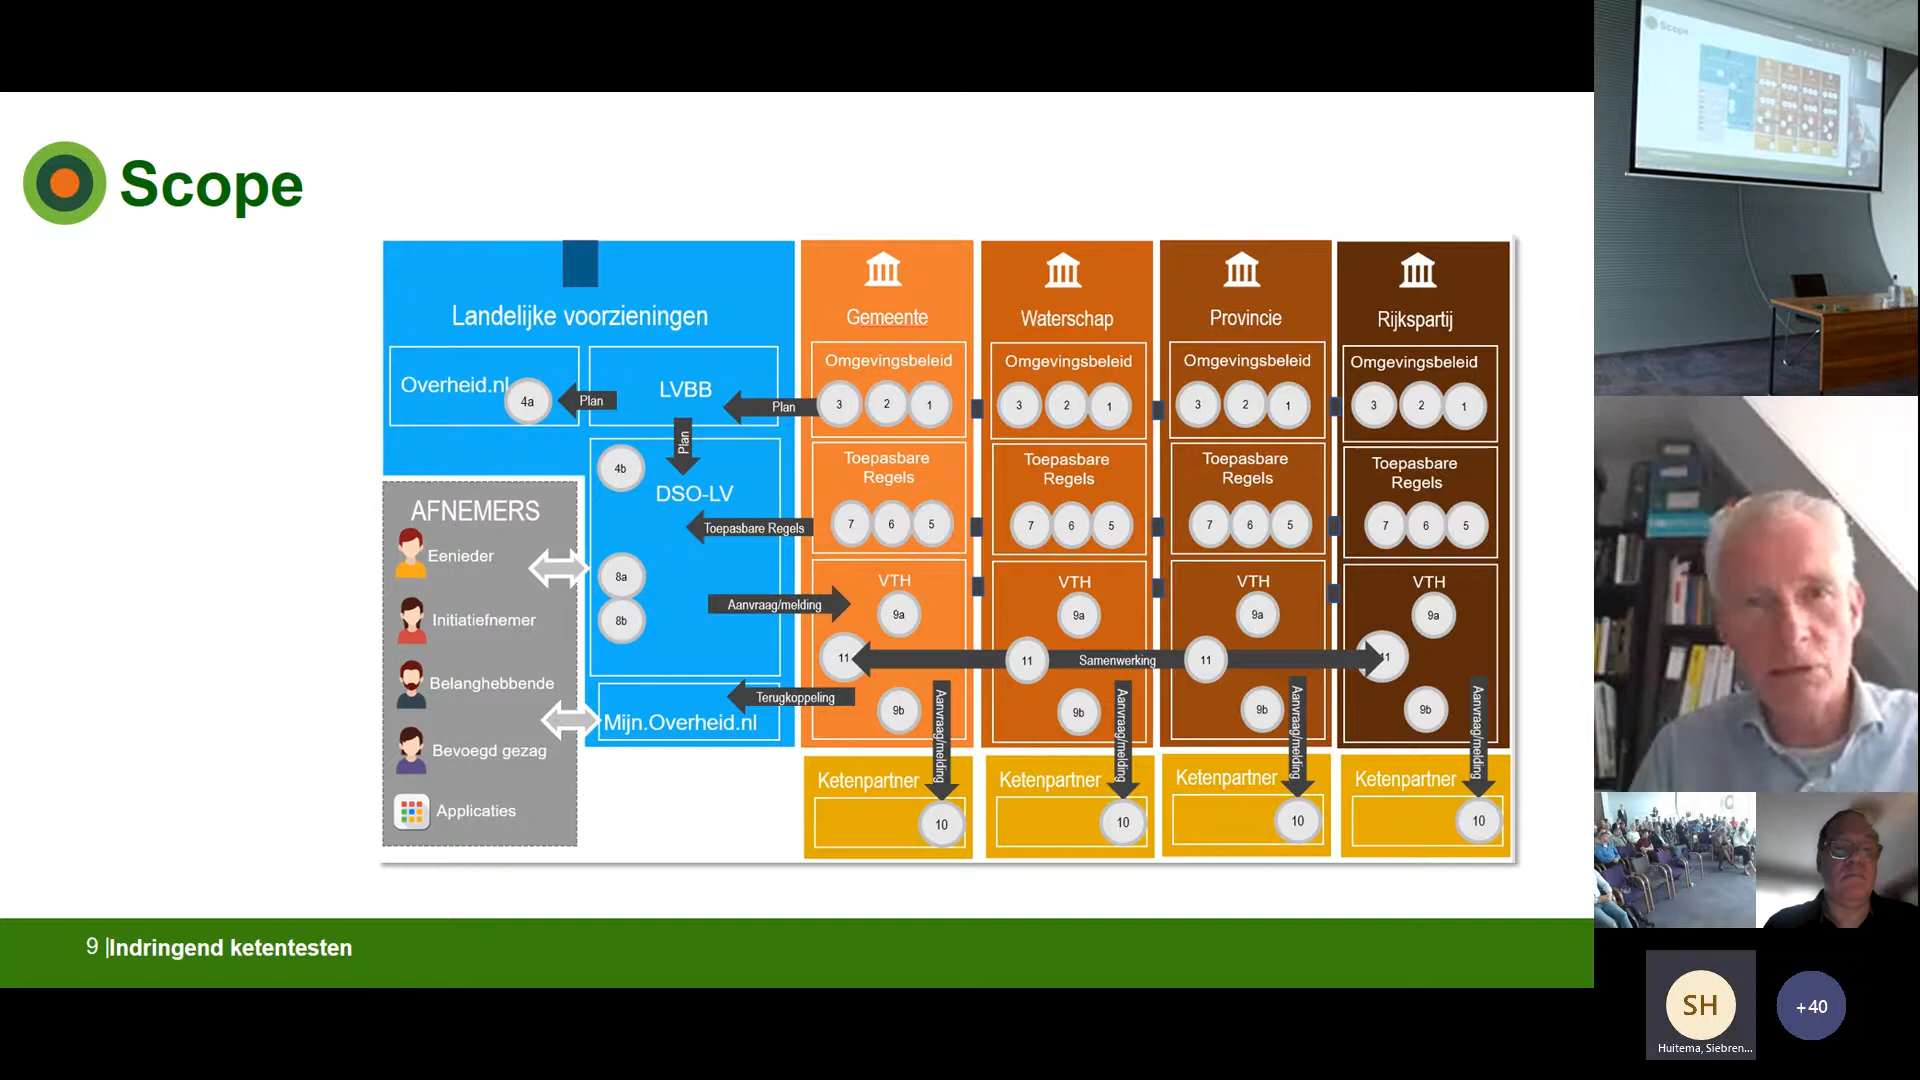 Scope
Landelijke voorzieningen
Overheid.nl
4a
Plan
LVBB
Plan
Plan
4b
DSO-LV
Toepasbare Regels
8a
8b
Aanvraag/melding
Terugkoppeling
Mijn.Overheid.nl
AFNEMERS
Eenieder
Initiatiefnemer
Belanghebbende
Bevoegd gezag
Applicaties
Gemeente
Omgevingsbeleid
3 2 1
Toepasbare
Regels
7 6 5
VTH
9a
11
9b
Aanvraag/melding
Ketenpartner
10
Waterschap
Omgevingsbeleid
3 2 1
Toepasbare
Regels
7 6 5
VTH
9a
11
Samenwerking
9b
Aanvraag/melding
Ketenpartner
10
Provincie
Omgevingsbeleid
3 2 1
Toepasbare
Regels
7 6 5
VTH
9a
11
9b
Aanvraag/melding
Ketenpartner
10
Rijkspartij
Omgevingsbeleid
3 2 1
Toepasbare
Regels
7 6 5
VTH
9a
11
9b
Aanvraag/melding
Ketenpartner
10
9 |Indringend ketentesten
Scope
SH
+40
Huitema, Siebren...